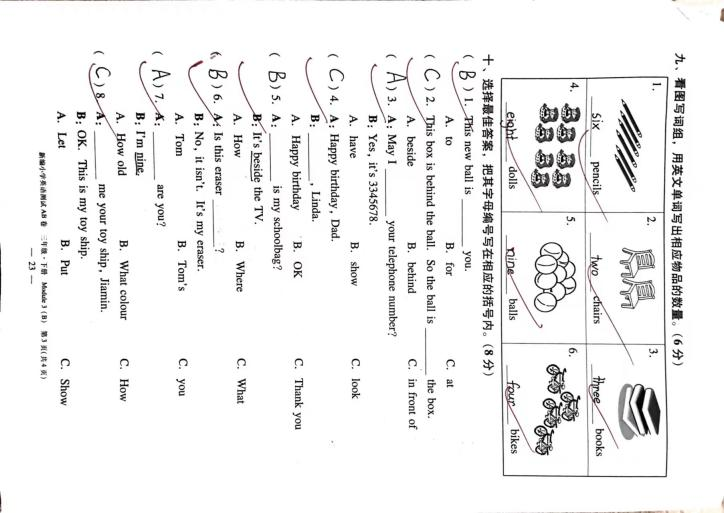 九、看图写词组，用英文单词写出相应物品的数量。(6分)
1. six pencils
2. two chairs
3. three books
4. eight dolls
5. nine balls
6. four bikes
十、选择最佳答案，把其字母编号写在相应的括号内。(8分)
( B ) 1. This new ball is ______ you.
A. to B. for C. at
( C ) 2. This box is behind the ball. So the ball is ______ the box.
A. beside B. behind C. in front of
( A ) 3. A: May I ______ your telephone number?
B: Yes, it's 3345678.
A. have B. show C. look
( C ) 4. A: Happy birthday, Dad.
B: ______, Linda.
A. Happy birthday B. OK C. Thank you
( B ) 5. A: ______ is my schoolbag?
B: It's beside the TV.
A. How B. Where C. What
( B ) 6. A: Is this eraser ______?
B: No, it isn't. It's my eraser.
A. Tom B. Tom's C. you
( A ) 7. A: ______ are you?
B: I'm nine.
A. How old B. What colour C. How
( C ) 8. A: ______ me your toy ship, Jiamin.
B: OK. This is my toy ship.
A. Let B. Put C. Show
新编小学英语测试AB卷 三年级·下册 Module 3 (B) 第3页(共4页)
— 23 —